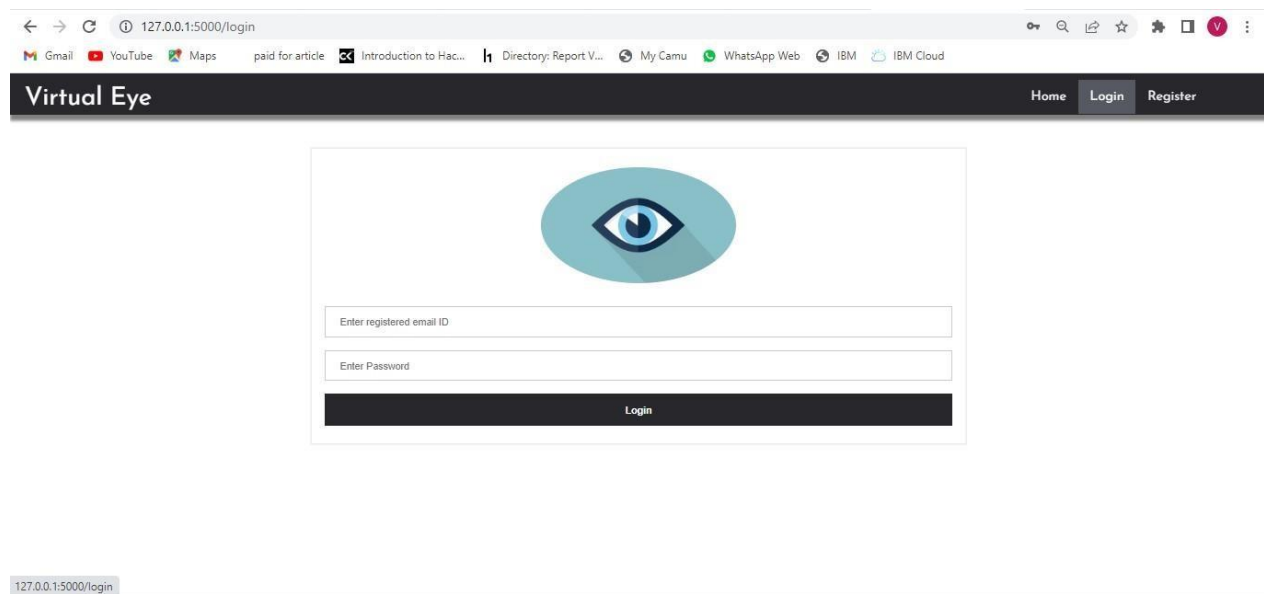 127.0.0.1:5000/login
V
Gmail YouTube Maps paid for article Introduction to Hac... Directory: Report V... My Camu WhatsApp Web IBM IBM Cloud
Virtual Eye Home Login Register
Enter registered email ID
Enter Password
Login
127.0.0.1:5000/login